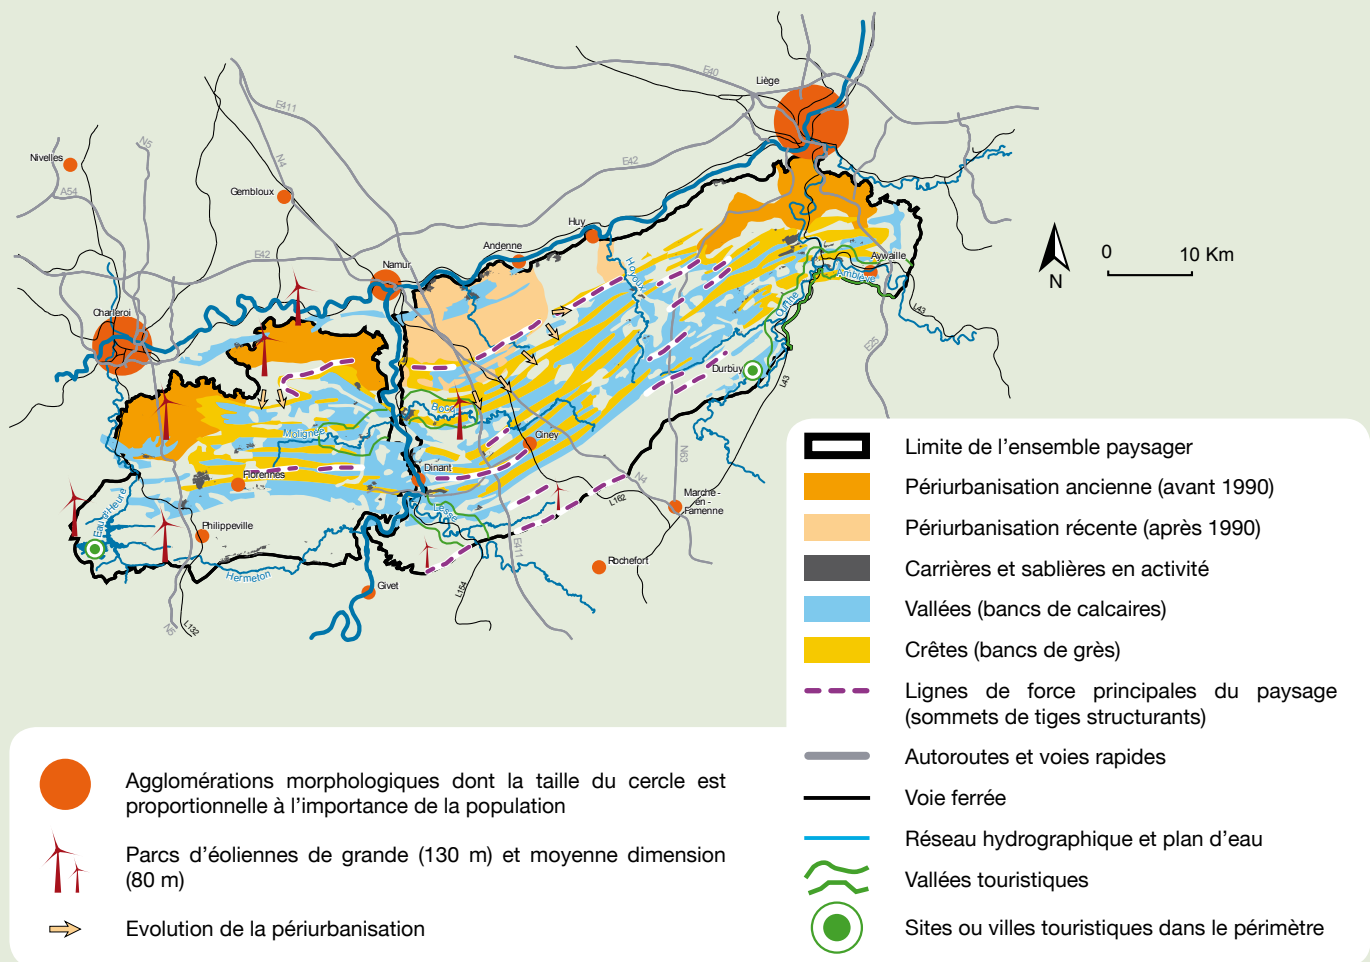 Liège
E40
E411
N5
N4
Nivelles
E42
A54
Gembloux
Huy
Andenne
Hoyoux
Aywaille
Amblève
E42
Namur
Ourthe
L43
Charleroi
E25
Durbuy
L43
Bocq
Molignée
Ciney
N63
Dinant
Florennes
N4
L162
Marche -
en -
Famenne
Eau d'Heure
Lesse
Philippeville
E411
Rochefort
Hermeton
Givet
L154
N5
L132
0 10 Km
N
Limite de l'ensemble paysager
Périurbanisation ancienne (avant 1990)
Périurbanisation récente (après 1990)
Carrières et sablières en activité
Vallées (bancs de calcaires)
Crêtes (bancs de grès)
Lignes de force principales du paysage
(sommets de tiges structurants)
Autoroutes et voies rapides
Voie ferrée
Réseau hydrographique et plan d'eau
Vallées touristiques
Sites ou villes touristiques dans le périmètre
Agglomérations morphologiques dont la taille du cercle est
proportionnelle à l'importance de la population
Parcs d'éoliennes de grande (130 m) et moyenne dimension
(80 m)
Evolution de la périurbanisation